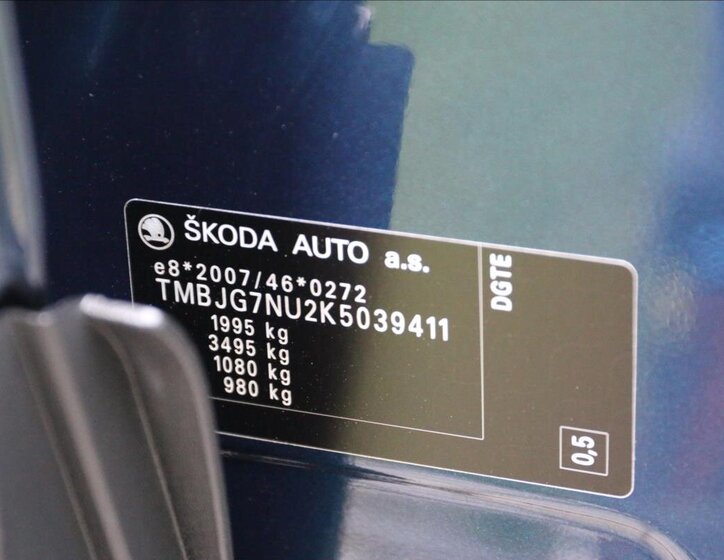 ŠKODA AUTO a.s.
e8*2007/46*0272
TMBJG7NU2K5039411
1995 kg
3495 kg
1080 kg
980 kg
DGTE
0,5